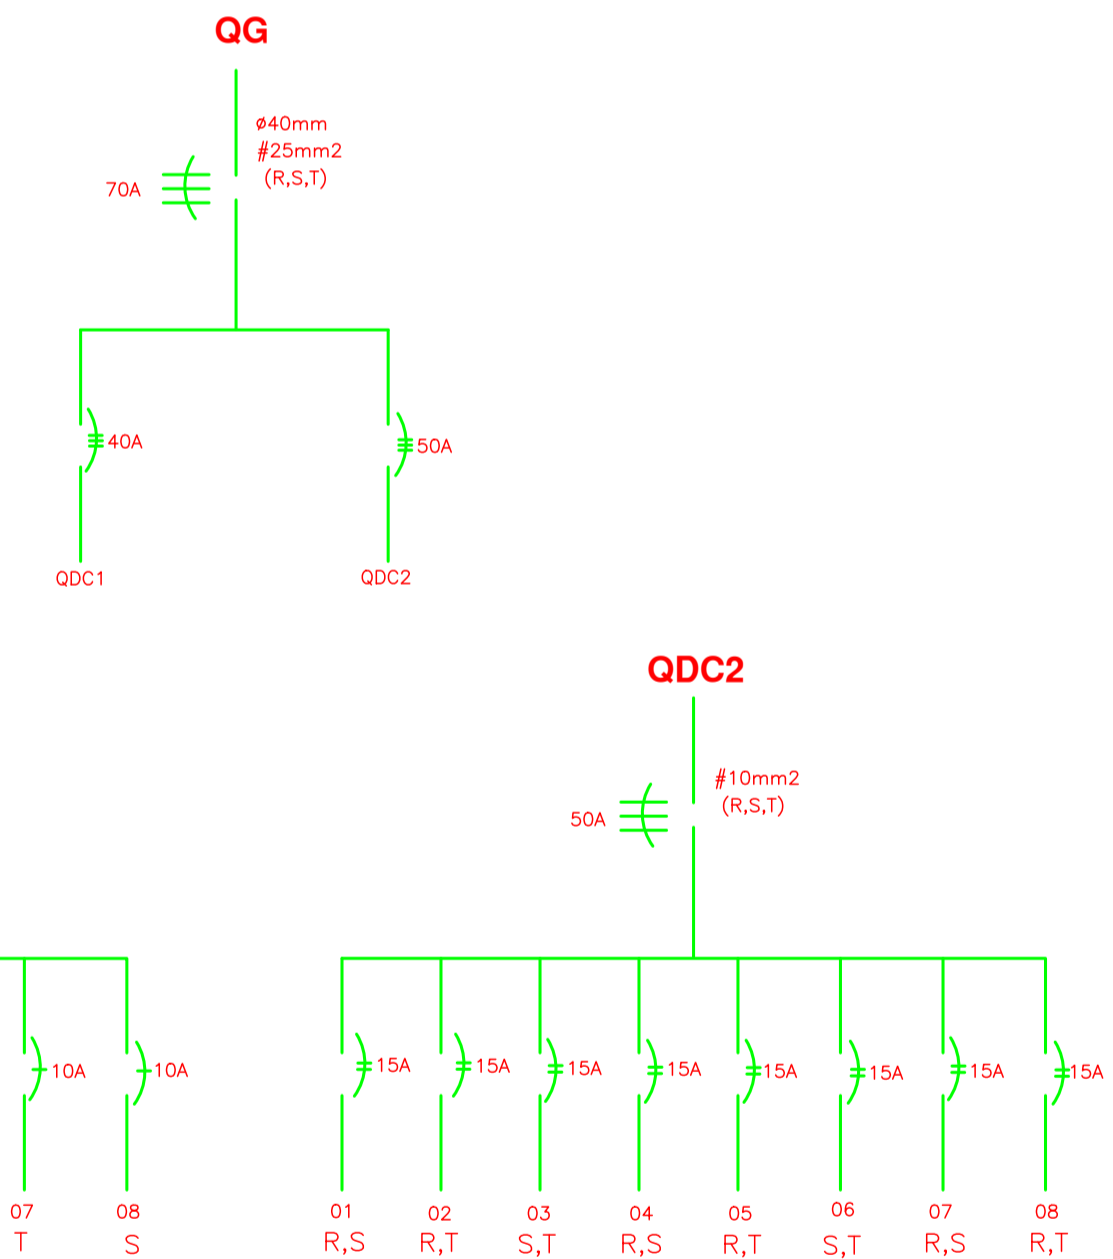 QG
ø40mm
#25mm2
(R,S,T)
70A
40A
50A
QDC1
QDC2
QDC2
#10mm2
(R,S,T)
50A
10A
10A
15A
15A
15A
15A
15A
15A
15A
15A
07
08
01
02
03
04
05
06
07
08
T
S
R,S
R,T
S,T
R,S
R,T
S,T
R,S
R,T